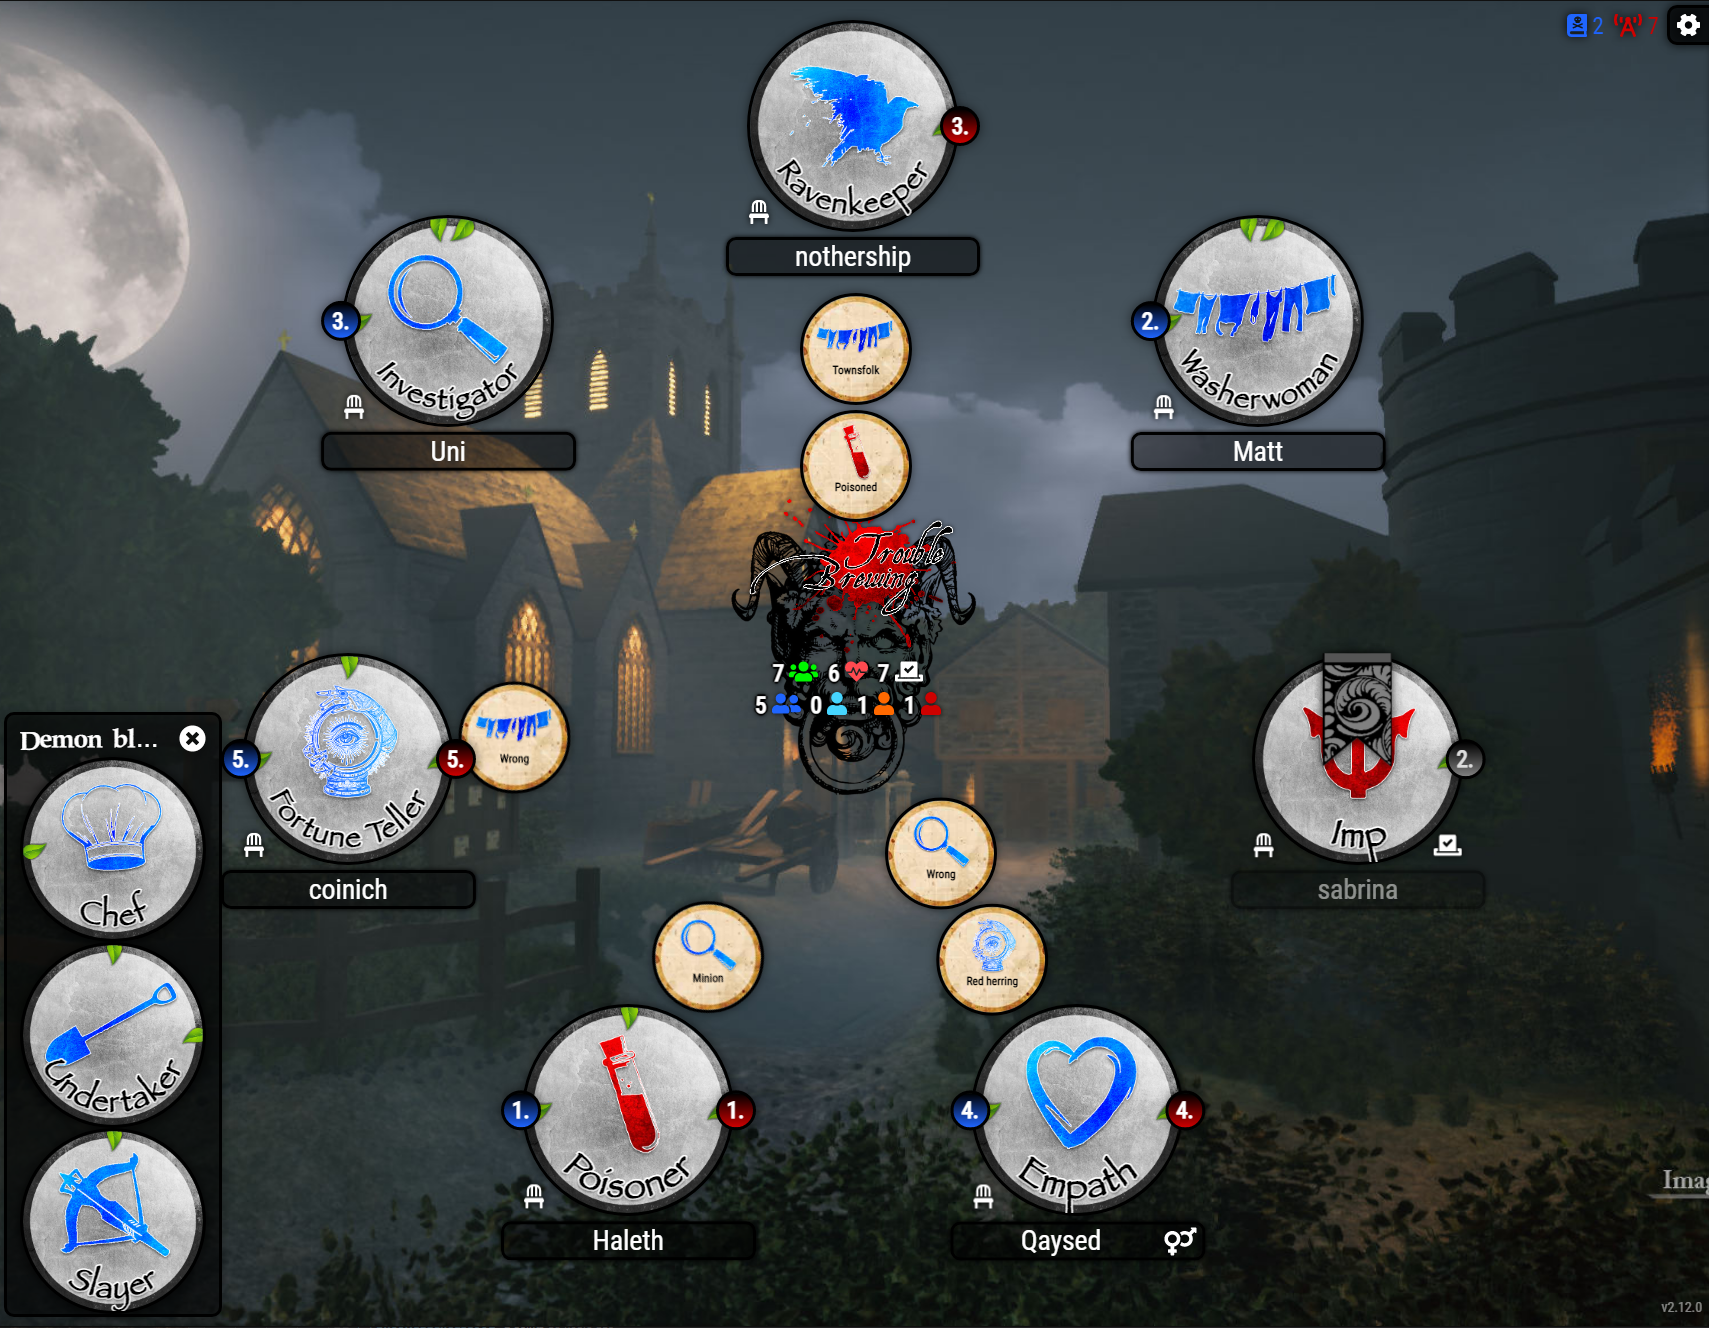 2 7
3.
Ravenkeeper
nothership
3.
Investigator
Uni
2.
Washerwoman
Matt
Townsfolk
Poisoned
Trouble
Brewing
7 6 7
5 0 1 1
5.
5.
Fortune Teller
coinich
Wrong
2.
Imp
sabrina
Demon bl...
Chef
Undertaker
Slayer
Minion
Wrong
Red herring
1.
1.
Poisoner
Haleth
4.
4.
Empath
Qaysed
Imag
v2.12.0